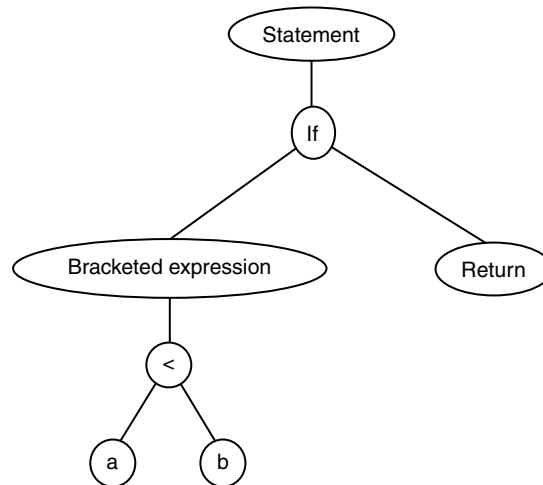 Statement
If
Bracketed expression
Return
<
a
b